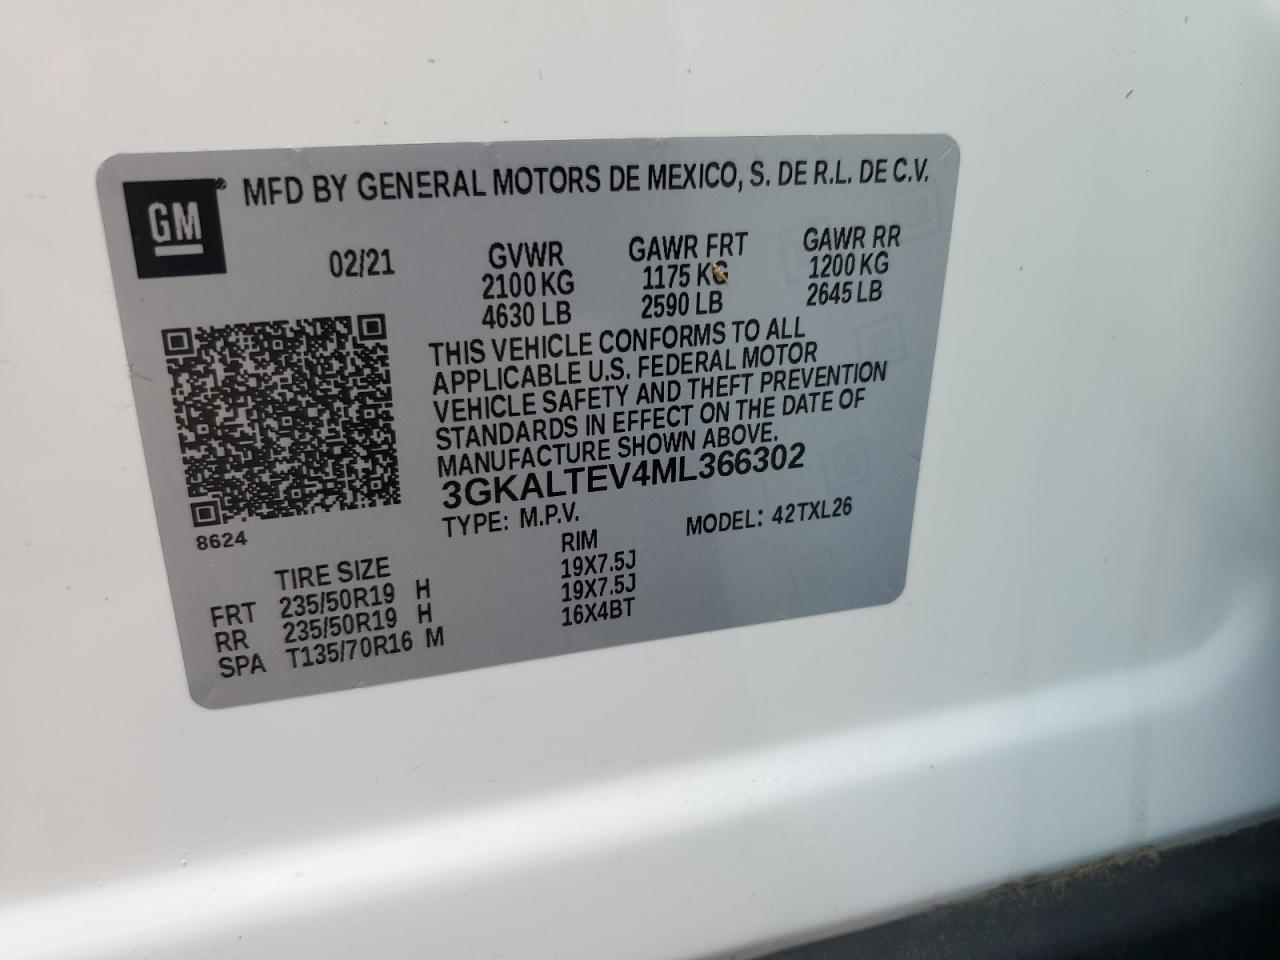 GM
MFD BY GENERAL MOTORS DE MEXICO, S. DE R.L. DE C.V.
02/21
GVWR GAWR FRT GAWR RR
2100 KG 1175 KG 1200 KG
4630 LB 2590 LB 2645 LB
THIS VEHICLE CONFORMS TO ALL
APPLICABLE U.S. FEDERAL MOTOR
VEHICLE SAFETY AND THEFT PREVENTION
STANDARDS IN EFFECT ON THE DATE OF
MANUFACTURE SHOWN ABOVE.
3GKALTEV4ML366302
TYPE: M.P.V. MODEL: 42TXL26
8624
TIRE SIZE RIM
FRT 235/50R19 H 19X7.5J
RR 235/50R19 H 19X7.5J
SPA T135/70R16 M 16X4BT